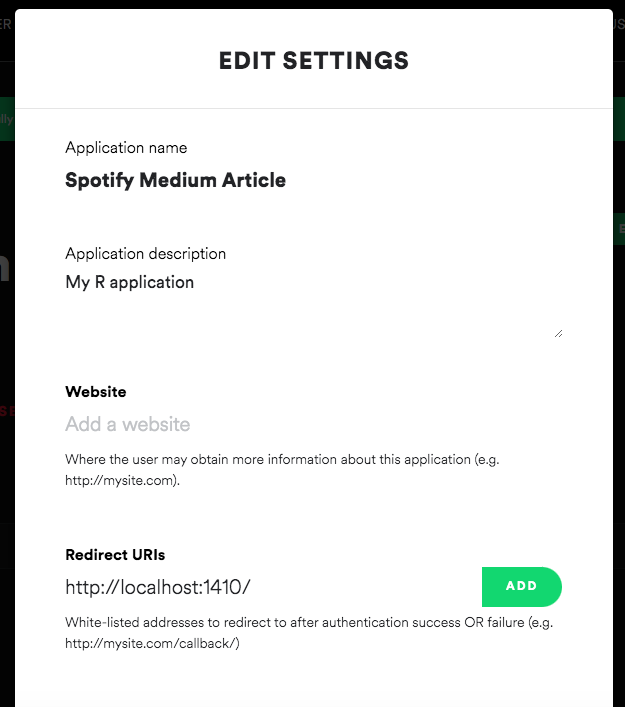 EDIT SETTINGS
Application name
Spotify Medium Article
Application description
My R application
Website
Add a website
Where the user may obtain more information about this application (e.g.
http://mysite.com).
Redirect URIs
http://localhost:1410/
ADD
White-listed addresses to redirect to after authentication success OR failure (e.g.
http://mysite.com/callback/)